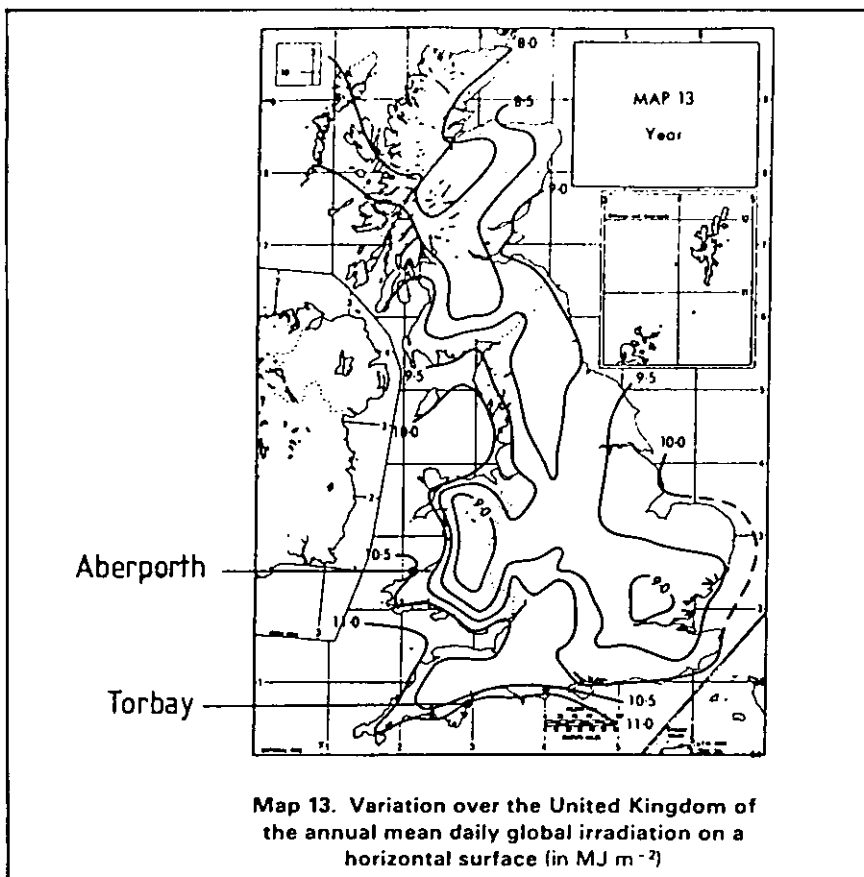 8·0
8·5
MAP 13
Year
9·0
9·5
9·5
10·0
10·0
9·0
Aberporth
10·5
9·0
11·0
Torbay
10·5
11·0
Map 13. Variation over the United Kingdom of
the annual mean daily global irradiation on a
horizontal surface (in MJ m⁻²)